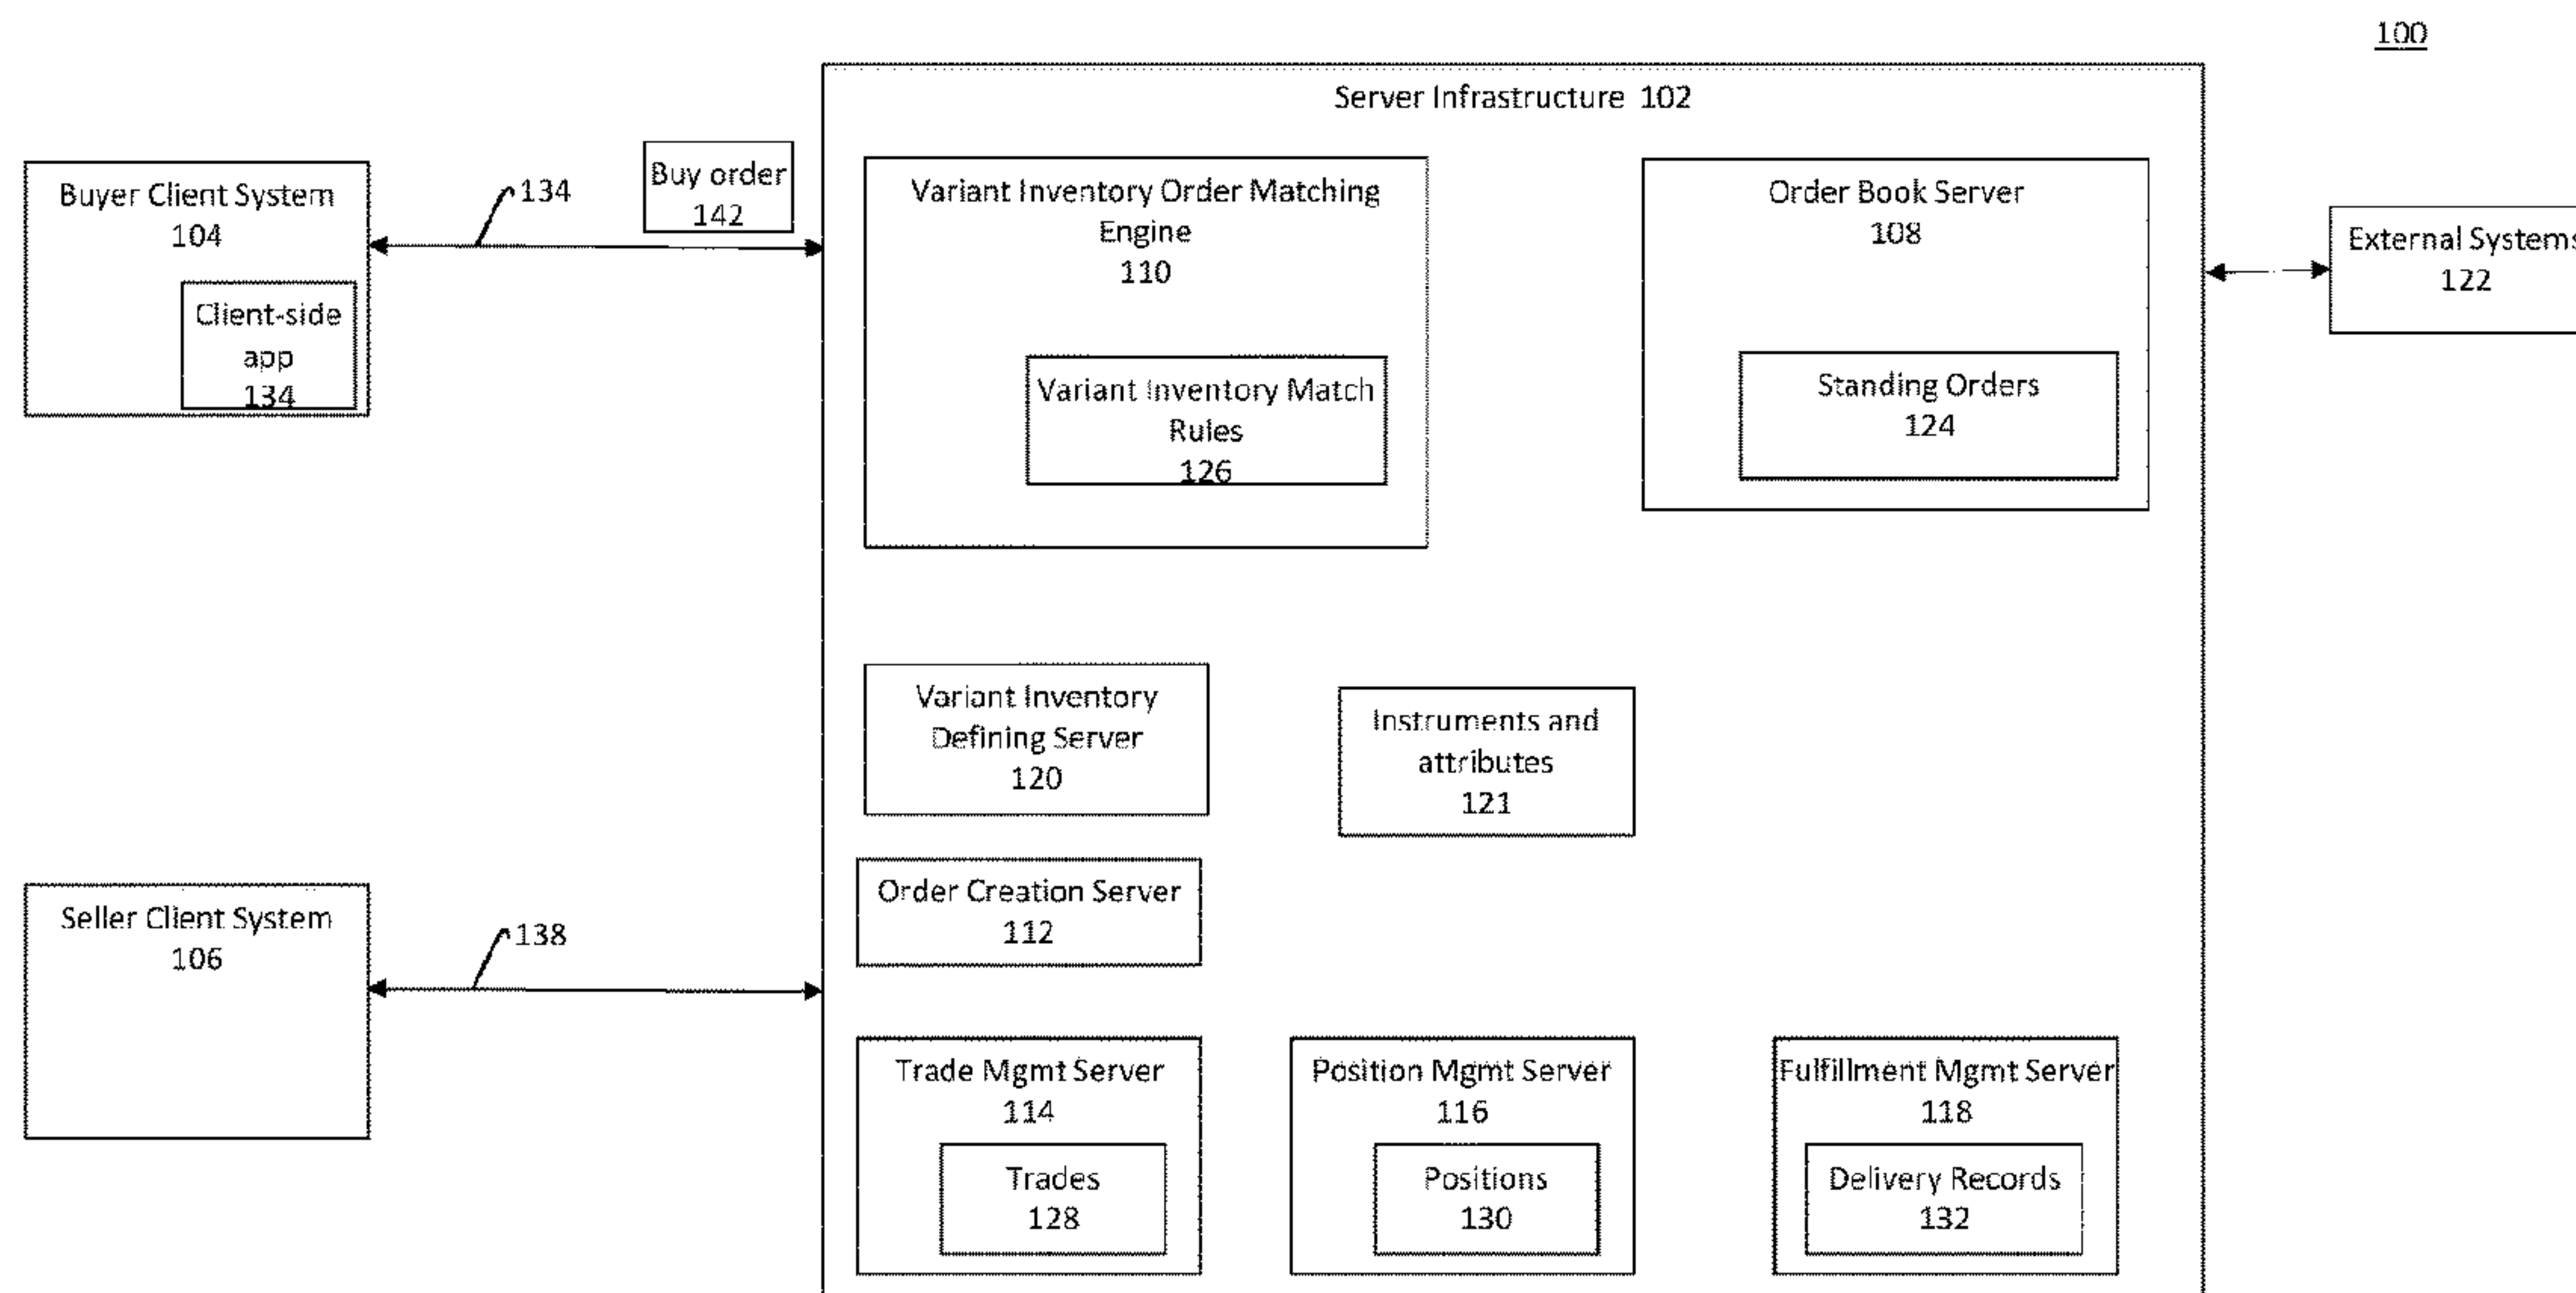 100
Server Infrastructure 102
Buyer Client System
104
Client-side
app
134
134
Buy order
142
Variant Inventory Order Matching
Engine
110
Variant Inventory Match
Rules
126
Order Book Server
108
Standing Orders
124
External Systems
122
Variant Inventory
Defining Server
120
Instruments and
attributes
121
Order Creation Server
112
Seller Client System
106
138
Trade Mgmt Server
114
Trades
128
Position Mgmt Server
116
Positions
130
Fulfillment Mgmt Server
118
Delivery Records
132